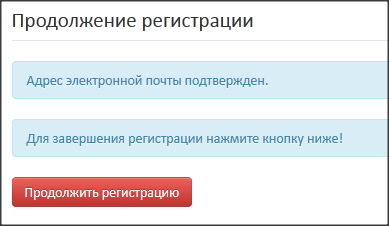 Продолжение регистрации
Адрес электронной почты подтвержден.
Для завершения регистрации нажмите кнопку ниже!
Продолжить регистрацию